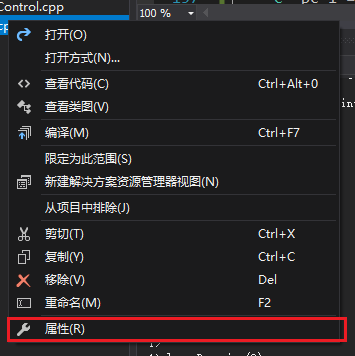 Control.cpp
100 %
打开(O)
打开方式(N)...
查看代码(C) Ctrl+Alt+0
查看类图(V)
编译(M) Ctrl+F7
限定为此范围(S)
新建解决方案资源管理器视图(N)
从项目中排除(J)
剪切(T) Ctrl+X
复制(Y) Ctrl+C
移除(V) Del
重命名(M) F2
属性(R)